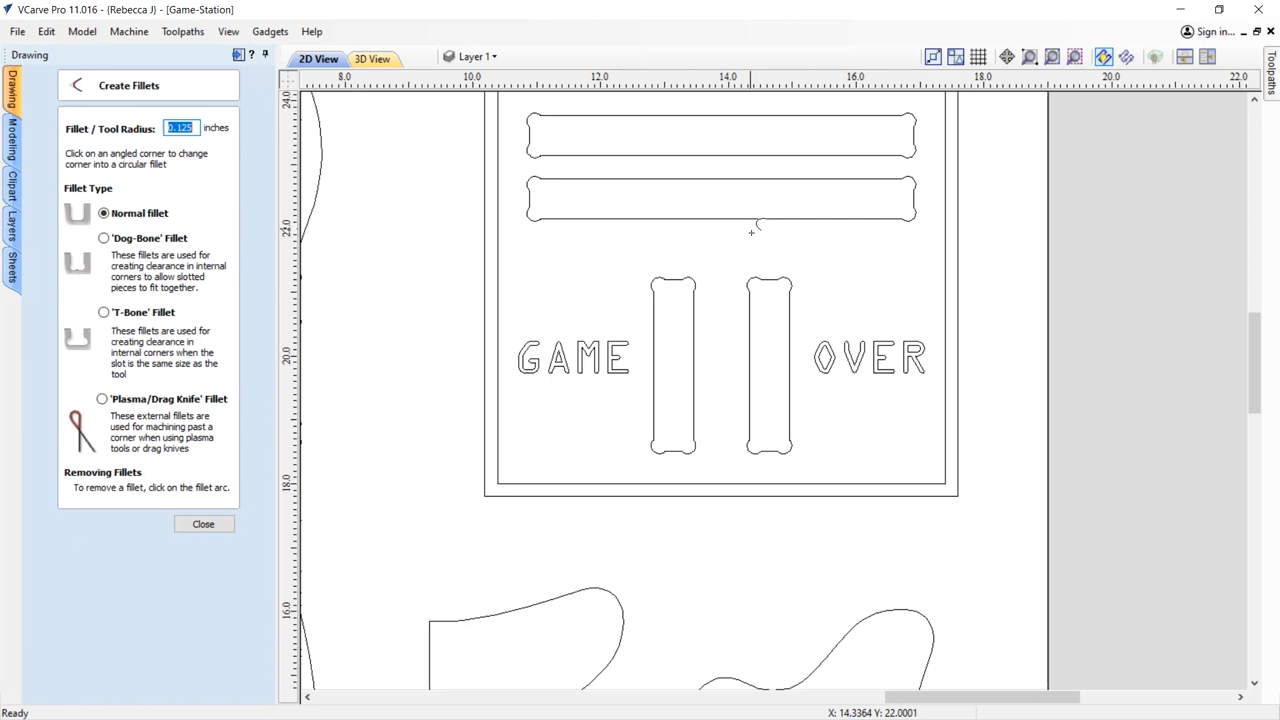 VCarve Pro 11.016 - {Rebecca J} - [Game-Station]
File Edit Model Machine Toolpaths View Gadgets Help
Sign in...
Drawing
2D View 3D View Layer 1
8.0 10.0 12.0 14.0 16.0 18.0 20.0 22.0
Create Fillets
Fillet / Tool Radius: 0.125 inches
Click on an angled corner to change
corner into a circular fillet
Fillet Type
Normal fillet
'Dog-Bone' Fillet
These fillets are used for
creating clearance in internal
corners to allow slotted
pieces to fit together.
'T-Bone' Fillet
These fillets are used for
creating clearance in
internal corners when the
slot is the same size as the
tool
'Plasma/Drag Knife' Fillet
These external fillets are
used for machining past a
corner when using plasma
tools or drag knives
Removing Fillets
To remove a fillet, click on the fillet arc.
Close
Drawing
Modeling
Clipart
Layers
Sheets
24.0
22.0
20.0
18.0
16.0
GAME OVER
Toolpaths
Ready
X: 14.3364 Y: 22.0001